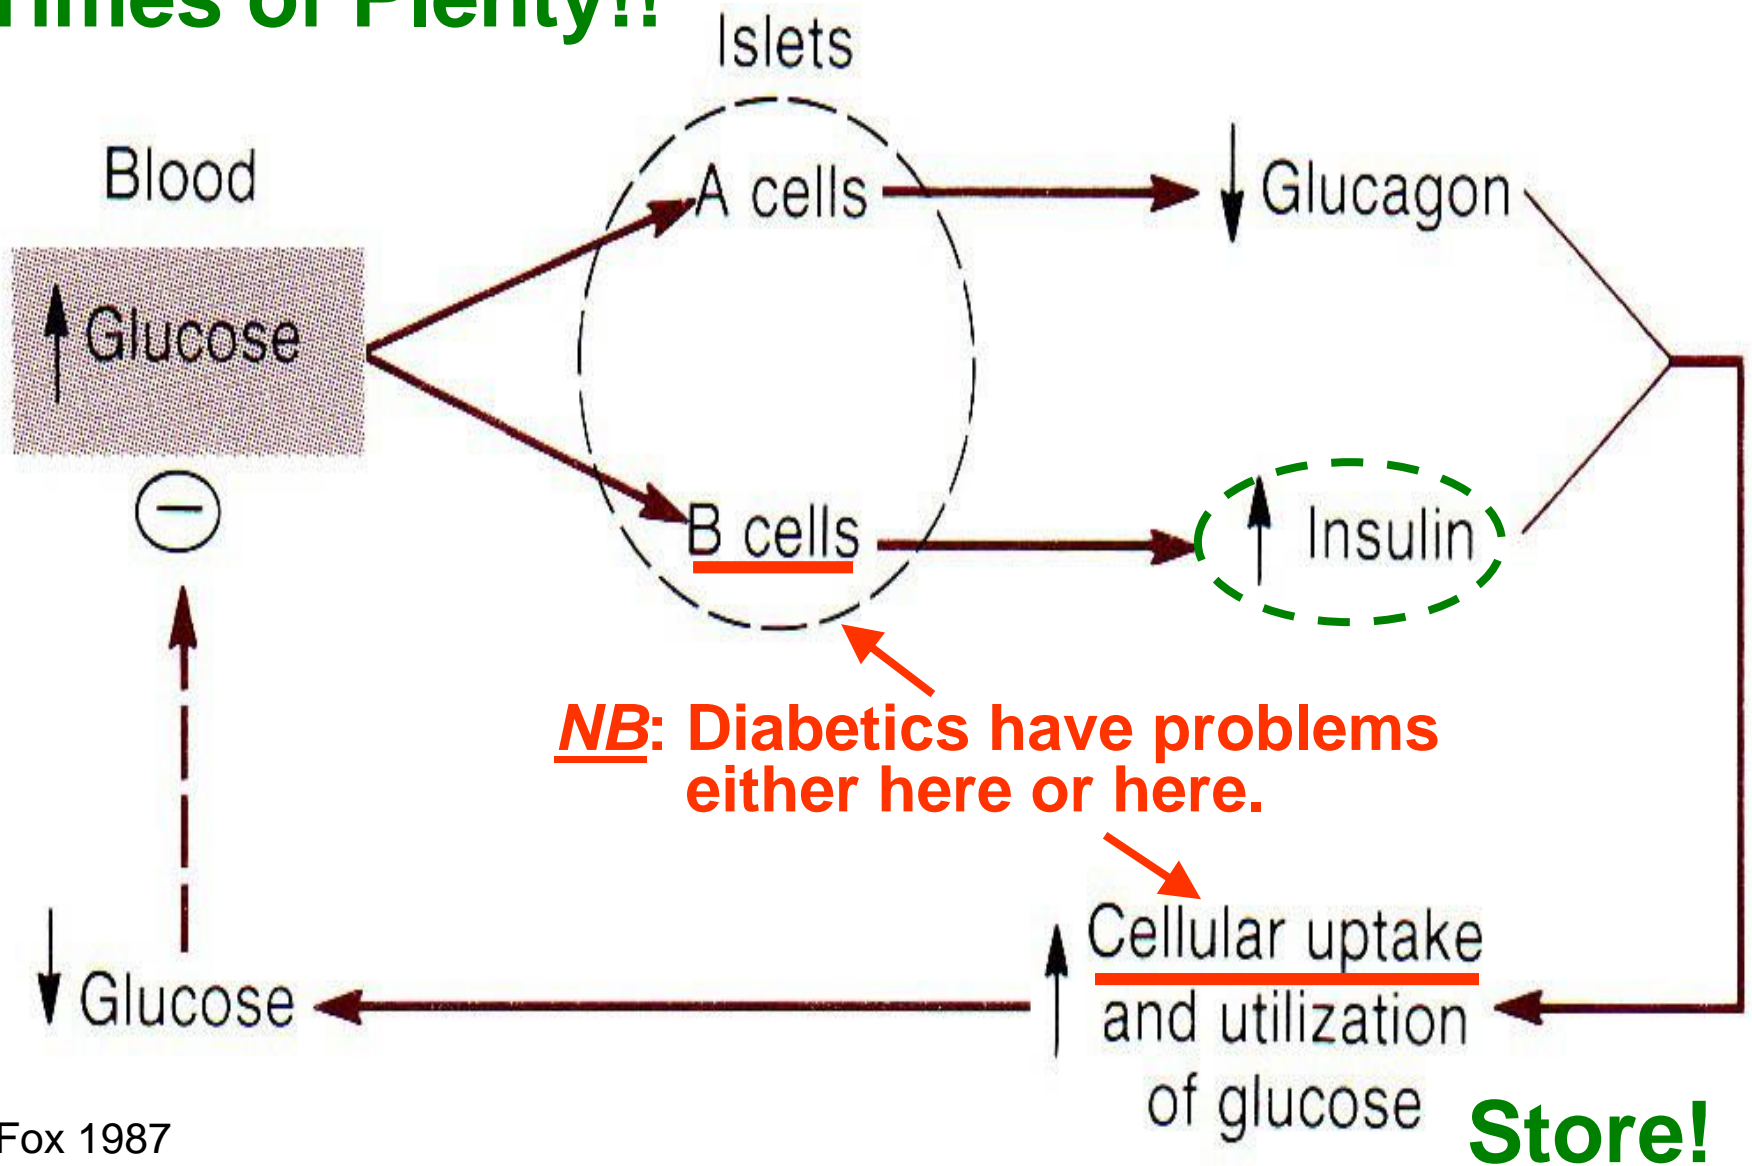 Times of Plenty!!
Islets
Blood
A cells
Glucagon
Glucose
B cells
Insulin
NB: Diabetics have problems
either here or here.
Cellular uptake
and utilization
of glucose
Glucose
Store!
Fox 1987